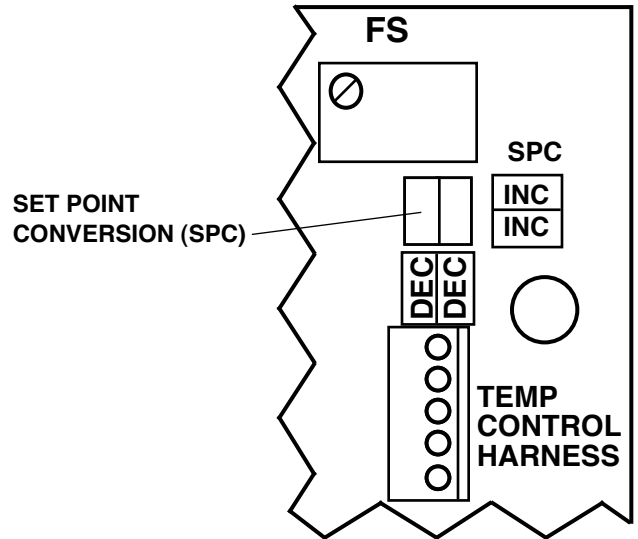 FS
SPC
INC
INC
SET POINT
CONVERSION (SPC)
DEC
DEC
TEMP
CONTROL
HARNESS